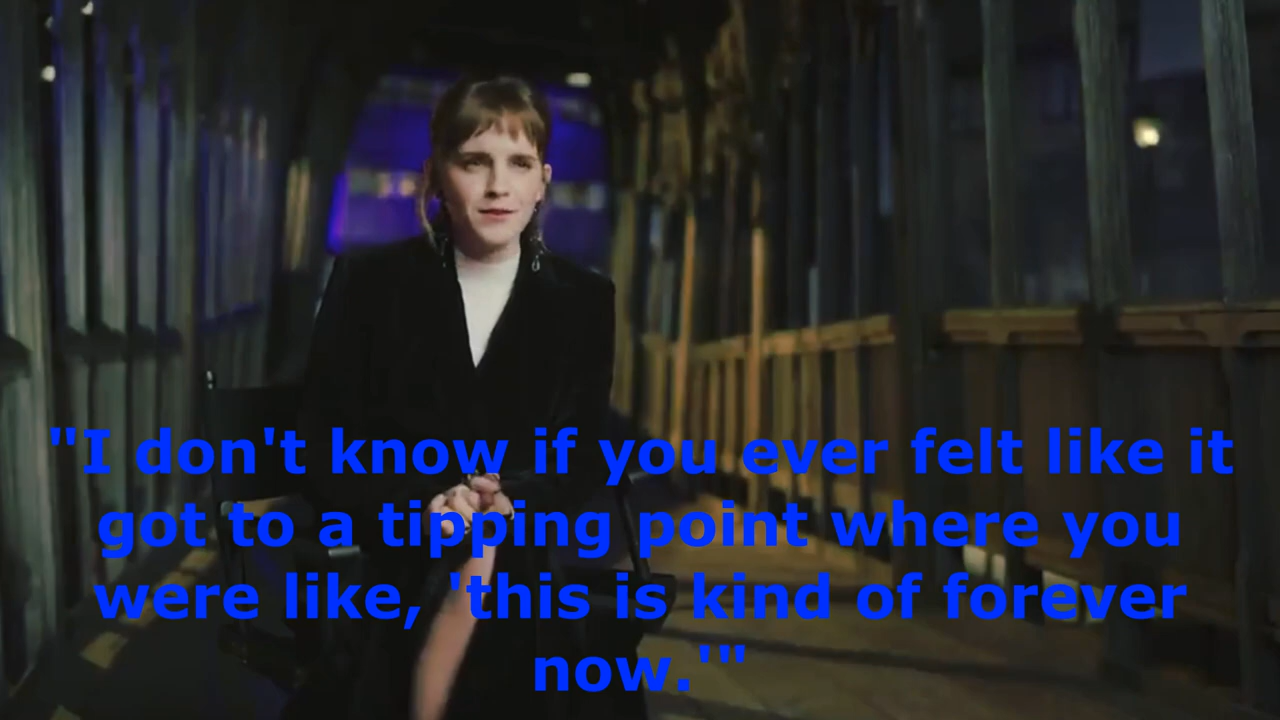 "I don't know if you ever felt like it
got to a tipping point where you
were like, 'this is kind of forever
now.'"